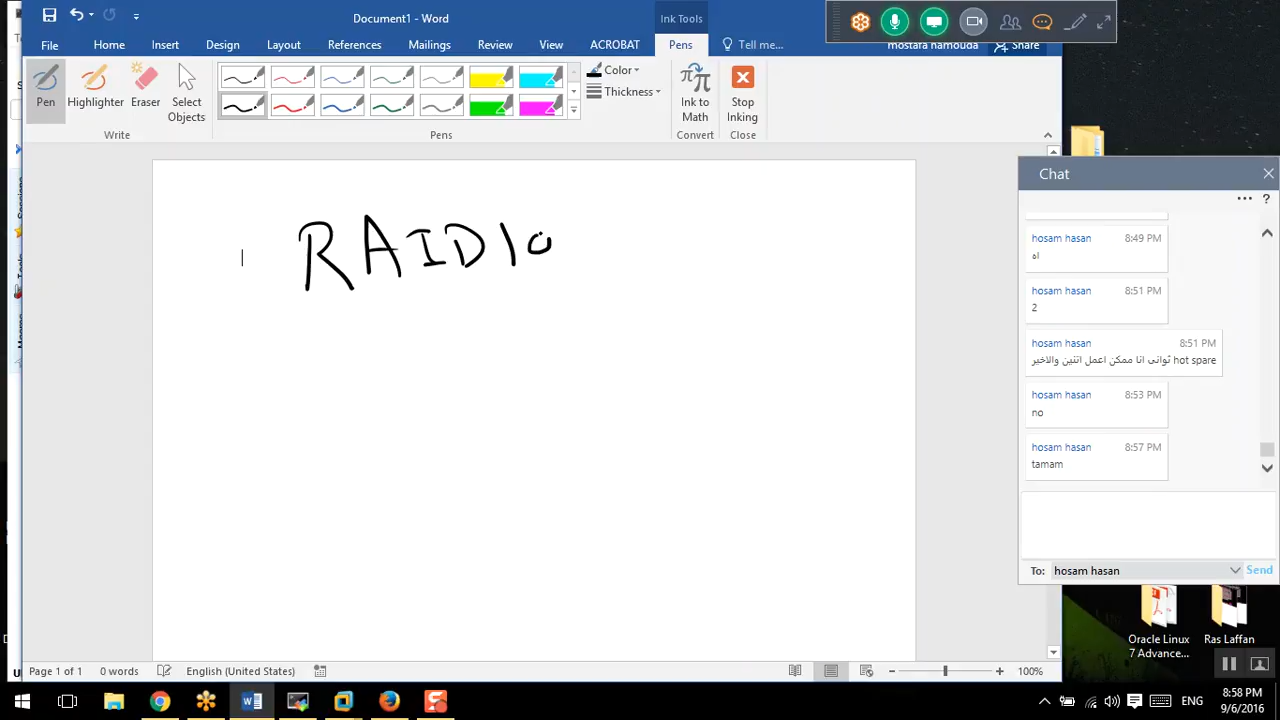 Document1 - Word
Ink Tools
File
Home
Insert
Design
Layout
References
Mailings
Review
View
ACROBAT
Pens
Tell me...
mostafa hamouda
Share
Pen
Highlighter
Eraser
Select Objects
Color
Thickness
Ink to Math
Stop Inking
Write
Pens
Convert
Close
RAID10
Chat
hosam hasan 8:49 PM
اه
hosam hasan 8:51 PM
2
hosam hasan 8:51 PM
ثوانى انا ممكن اعمل اتنين والاخير hot spare
hosam hasan 8:53 PM
no
hosam hasan 8:57 PM
tamam
To: hosam hasan
Send
Oracle Linux
7 Advance...
Ras Laffan
Page 1 of 1
0 words
English (United States)
100%
ENG
8:58 PM
9/6/2016